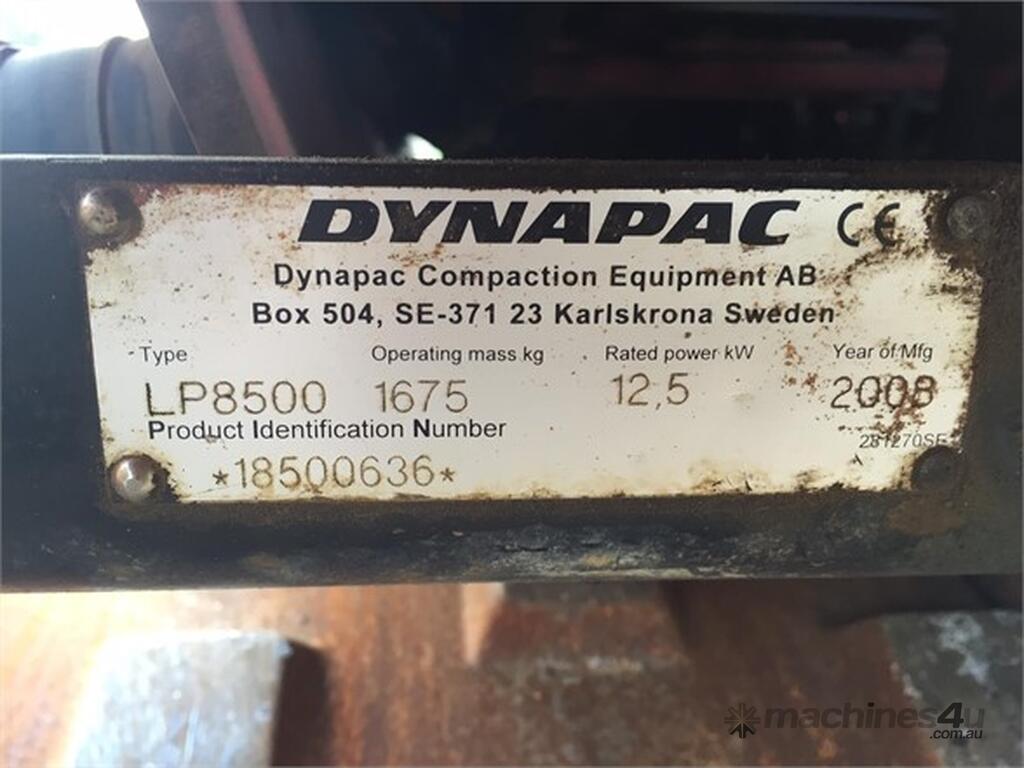 DYNAPAC CE
Dynapac Compaction Equipment AB
Box 504, SE-371 23 Karlskrona Sweden
Type Operating mass kg Rated power kW Year of Mfg
LP8500 1675 12,5 2008
Product Identification Number
281270SE
*18500636*
machines4u
.com.au